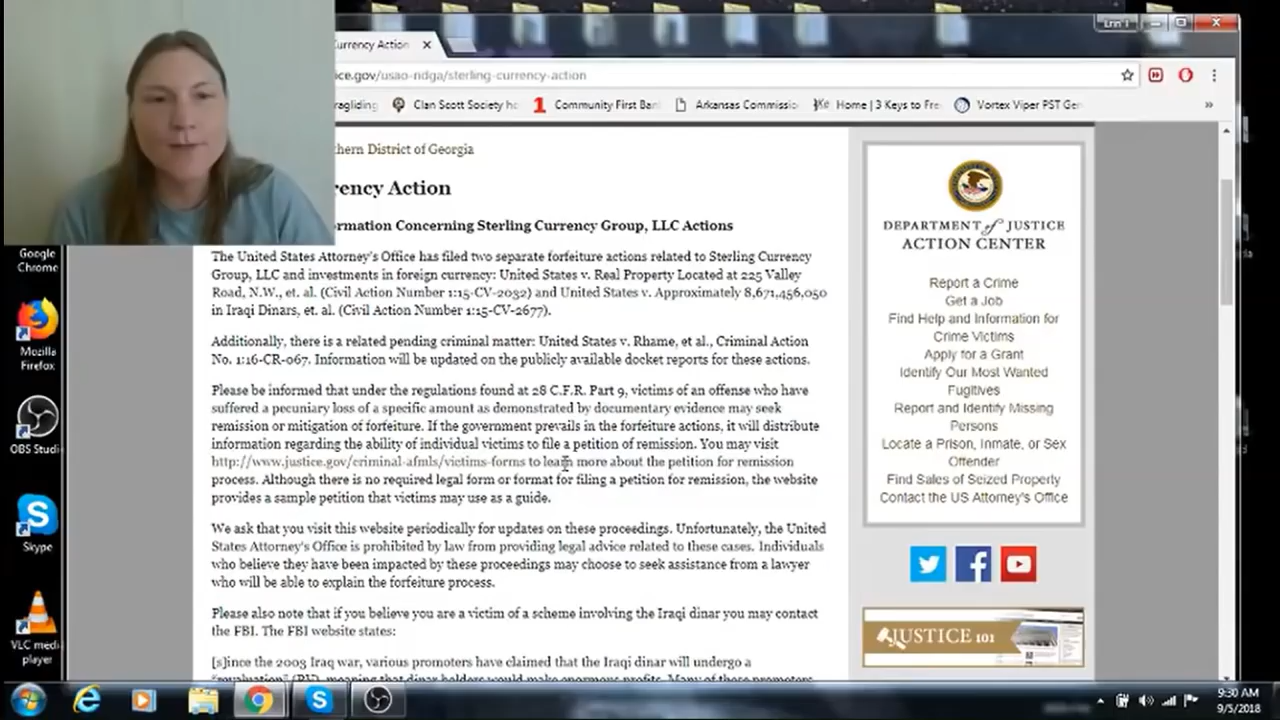 Currency Action
ice.gov/usao-ndga/sterling-currency-action
ragliding
Clan Scott Society h
Community First Ban
Arkansas Commissio
Home | 3 Keys to Fre
Vortex Viper PST Gen
»
thern District of Georgia
rency Action
formation Concerning Sterling Currency Group, LLC Actions
The United States Attorney's Office has filed two separate forfeiture actions related to Sterling Currency
Group, LLC and investments in foreign currency: United States v. Real Property Located at 225 Valley
Road, N.W., et. al. (Civil Action Number 1:15-CV-2032) and United States v. Approximately 8,671,456,050
in Iraqi Dinars, et. al. (Civil Action Number 1:15-CV-2677).
Additionally, there is a related pending criminal matter: United States v. Rhame, et al., Criminal Action
No. 1:16-CR-067. Information will be updated on the publicly available docket reports for these actions.
Please be informed that under the regulations found at 28 C.F.R. Part 9, victims of an offense who have
suffered a pecuniary loss of a specific amount as demonstrated by documentary evidence may seek
remission or mitigation of forfeiture. If the government prevails in the forfeiture actions, it will distribute
information regarding the ability of individual victims to file a petition of remission. You may visit
http://www.justice.gov/criminal-afmls/victims-forms to learn more about the petition for remission
process. Although there is no required legal form or format for filing a petition for remission, the website
provides a sample petition that victims may use as a guide.
We ask that you visit this website periodically for updates on these proceedings. Unfortunately, the United
States Attorney's Office is prohibited by law from providing legal advice related to these cases. Individuals
who believe they have been impacted by these proceedings may choose to seek assistance from a lawyer
who will be able to explain the forfeiture process.
Please also note that if you believe you are a victim of a scheme involving the Iraqi dinar you may contact
the FBI. The FBI website states:
[s]ince the 2003 Iraq war, various promoters have claimed that the Iraqi dinar will undergo a
"revaluation" (RV), meaning that dinar holders would make enormous profits. Many of these promoters
DEPARTMENT of JUSTICE
ACTION CENTER
Report a Crime
Get a Job
Find Help and Information for
Crime Victims
Apply for a Grant
Identify Our Most Wanted
Fugitives
Report and Identify Missing
Persons
Locate a Prison, Inmate, or Sex
Offender
Find Sales of Seized Property
Contact the US Attorney's Office
JUSTICE 101
Google
Chrome
Mozilla
Firefox
OBS Studi
Skype
VLC medi
player
9:30 AM
9/5/2018